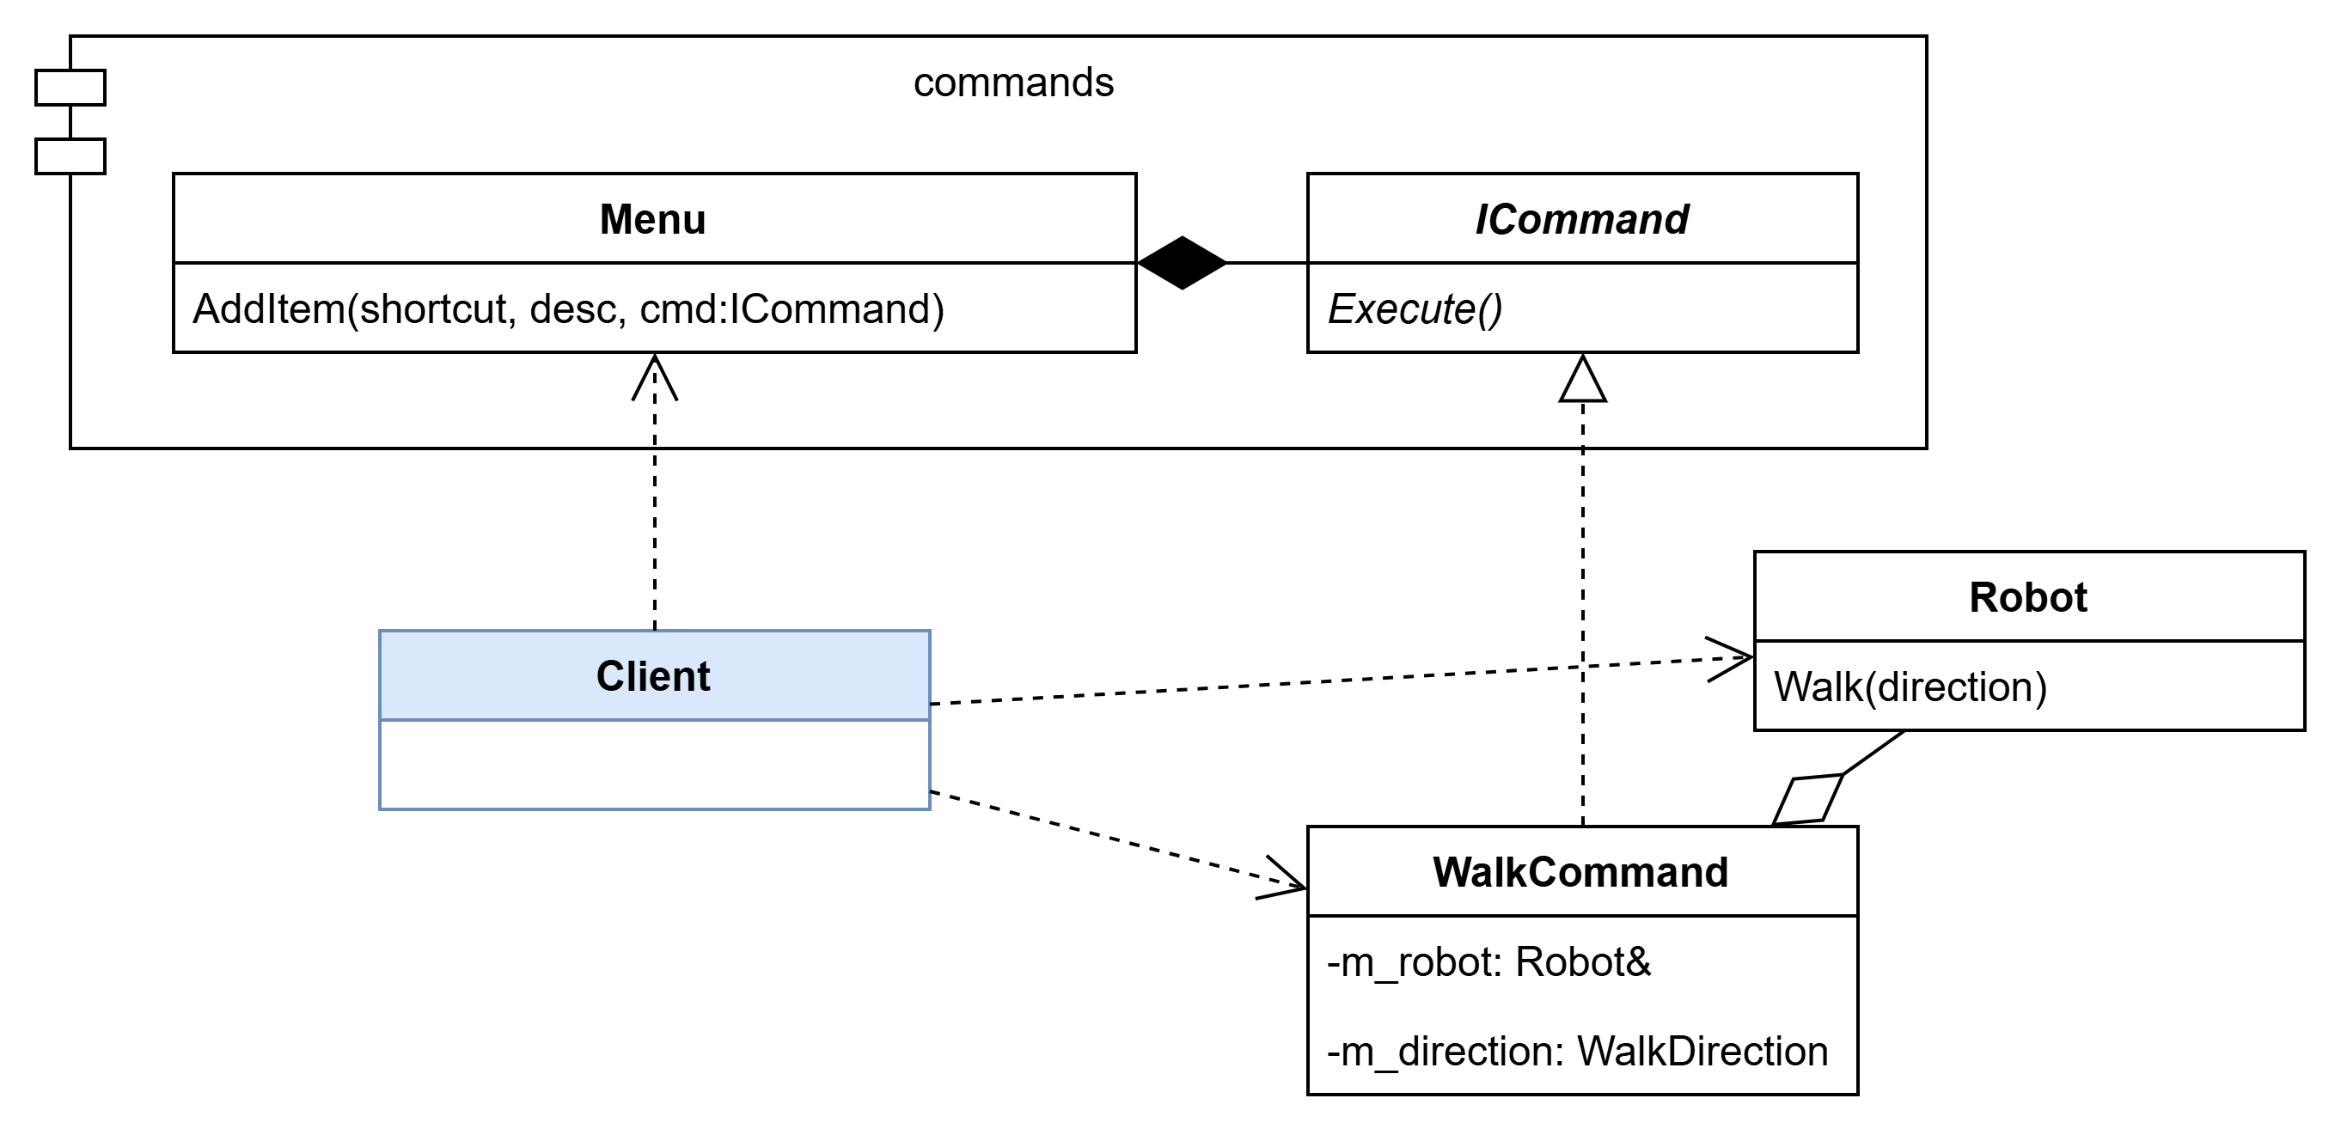 commands
Menu
AddItem(shortcut, desc, cmd:ICommand)
ICommand
Execute()
Client
Robot
Walk(direction)
WalkCommand
-m_robot: Robot&
-m_direction: WalkDirection